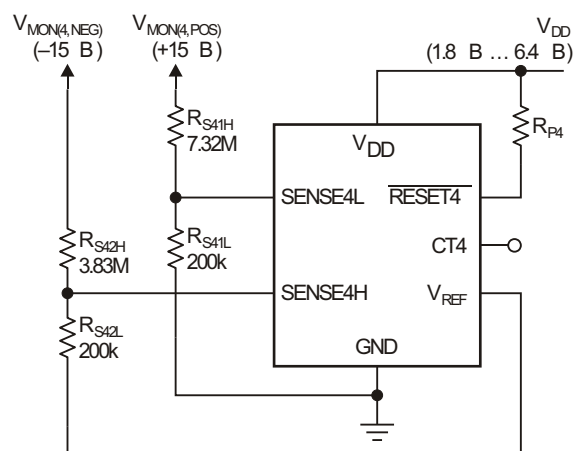 VMON(4,NEG)
(–15 В)
VMON(4,POS)
(+15 В)
VDD
(1.8 В … 6.4 В)
RS41H
7.32M
RP4
VDD
SENSE4L
RESET4
RS41L
200k
RS42H
3.83M
CT4
SENSE4H
VREF
RS42L
200k
GND